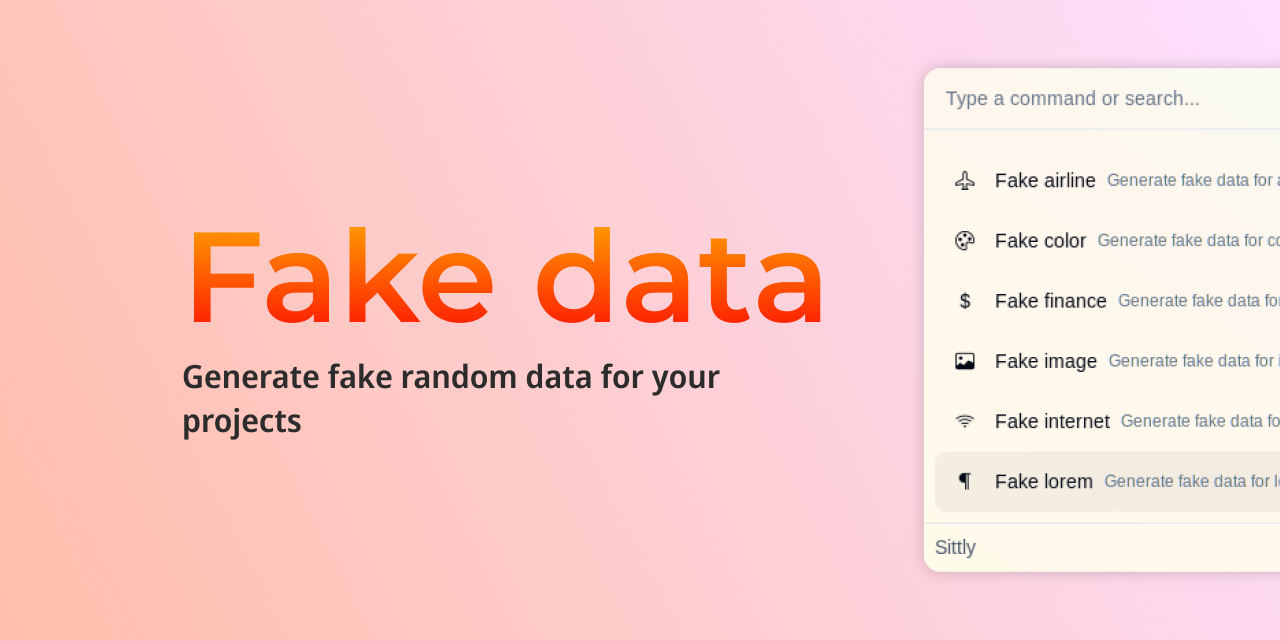 Fake data
Generate fake random data for your
projects
Type a command or search...
Fake airline Generate fake data for
Fake color Generate fake data for
Fake finance Generate fake data for
Fake image Generate fake data for
Fake internet Generate fake data
Fake lorem Generate fake data for
Sittly